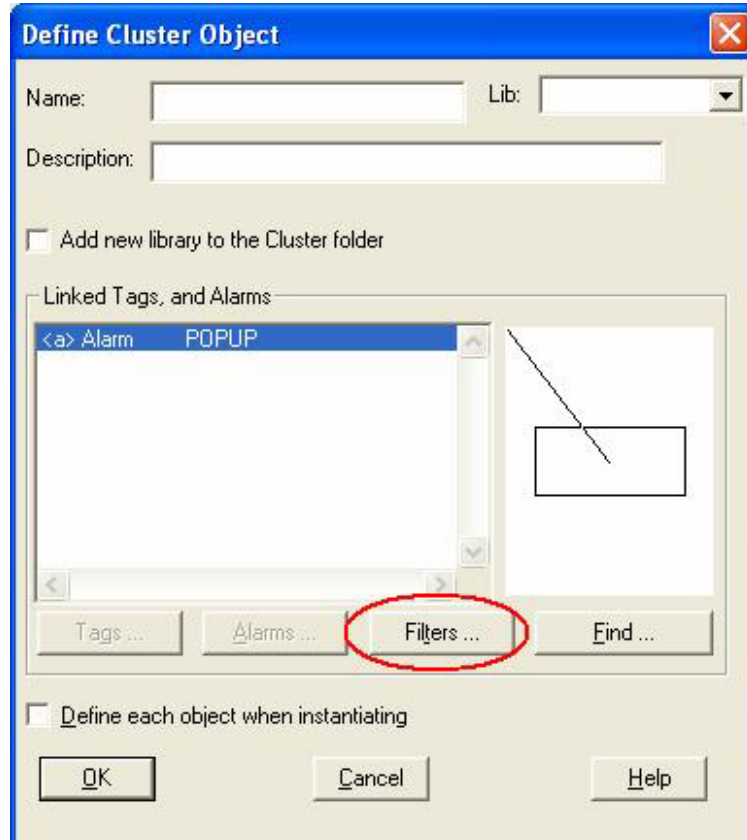 Define Cluster Object
Name:
Lib:
Description:
Add new library to the Cluster folder
Linked Tags, and Alarms
<a> Alarm POPUP
Tags ...
Alarms ...
Filters ...
Find ...
Define each object when instantiating
OK
Cancel
Help